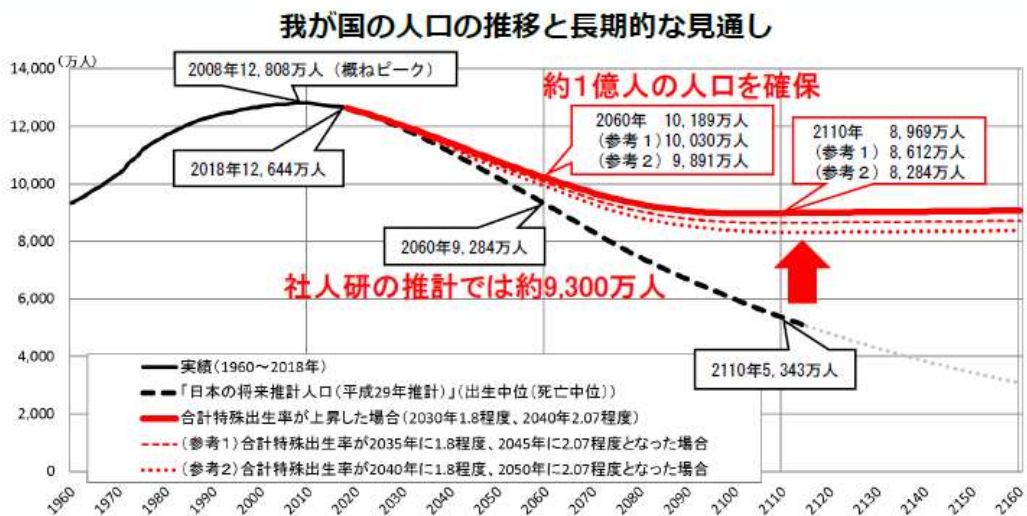 我が国の人口の推移と長期的な見通し
(万人)
14,000
12,000
10,000
8,000
6,000
4,000
2,000
0
2008年12,808万人(概ねピーク)
2018年12,644万人
約1億人の人口を確保
2060年 10,189万人
(参考1)10,030万人
(参考2) 9,891万人
2110年 8,969万人
(参考1) 8,612万人
(参考2) 8,284万人
2060年9,284万人
社人研の推計では約9,300万人
2110年5,343万人
実績(1960~2018年)
「日本の将来推計人口(平成29年推計)」(出生中位(死亡中位))
合計特殊出生率が上昇した場合(2030年1.8程度、2040年2.07程度)
(参考1)合計特殊出生率が2035年に1.8程度、2045年に2.07程度となった場合
(参考2)合計特殊出生率が2040年に1.8程度、2050年に2.07程度となった場合
1960 1970 1980 1990 2000 2010 2020 2030 2040 2050 2060 2070 2080 2090 2100 2110 2120 2130 2140 2150 2160